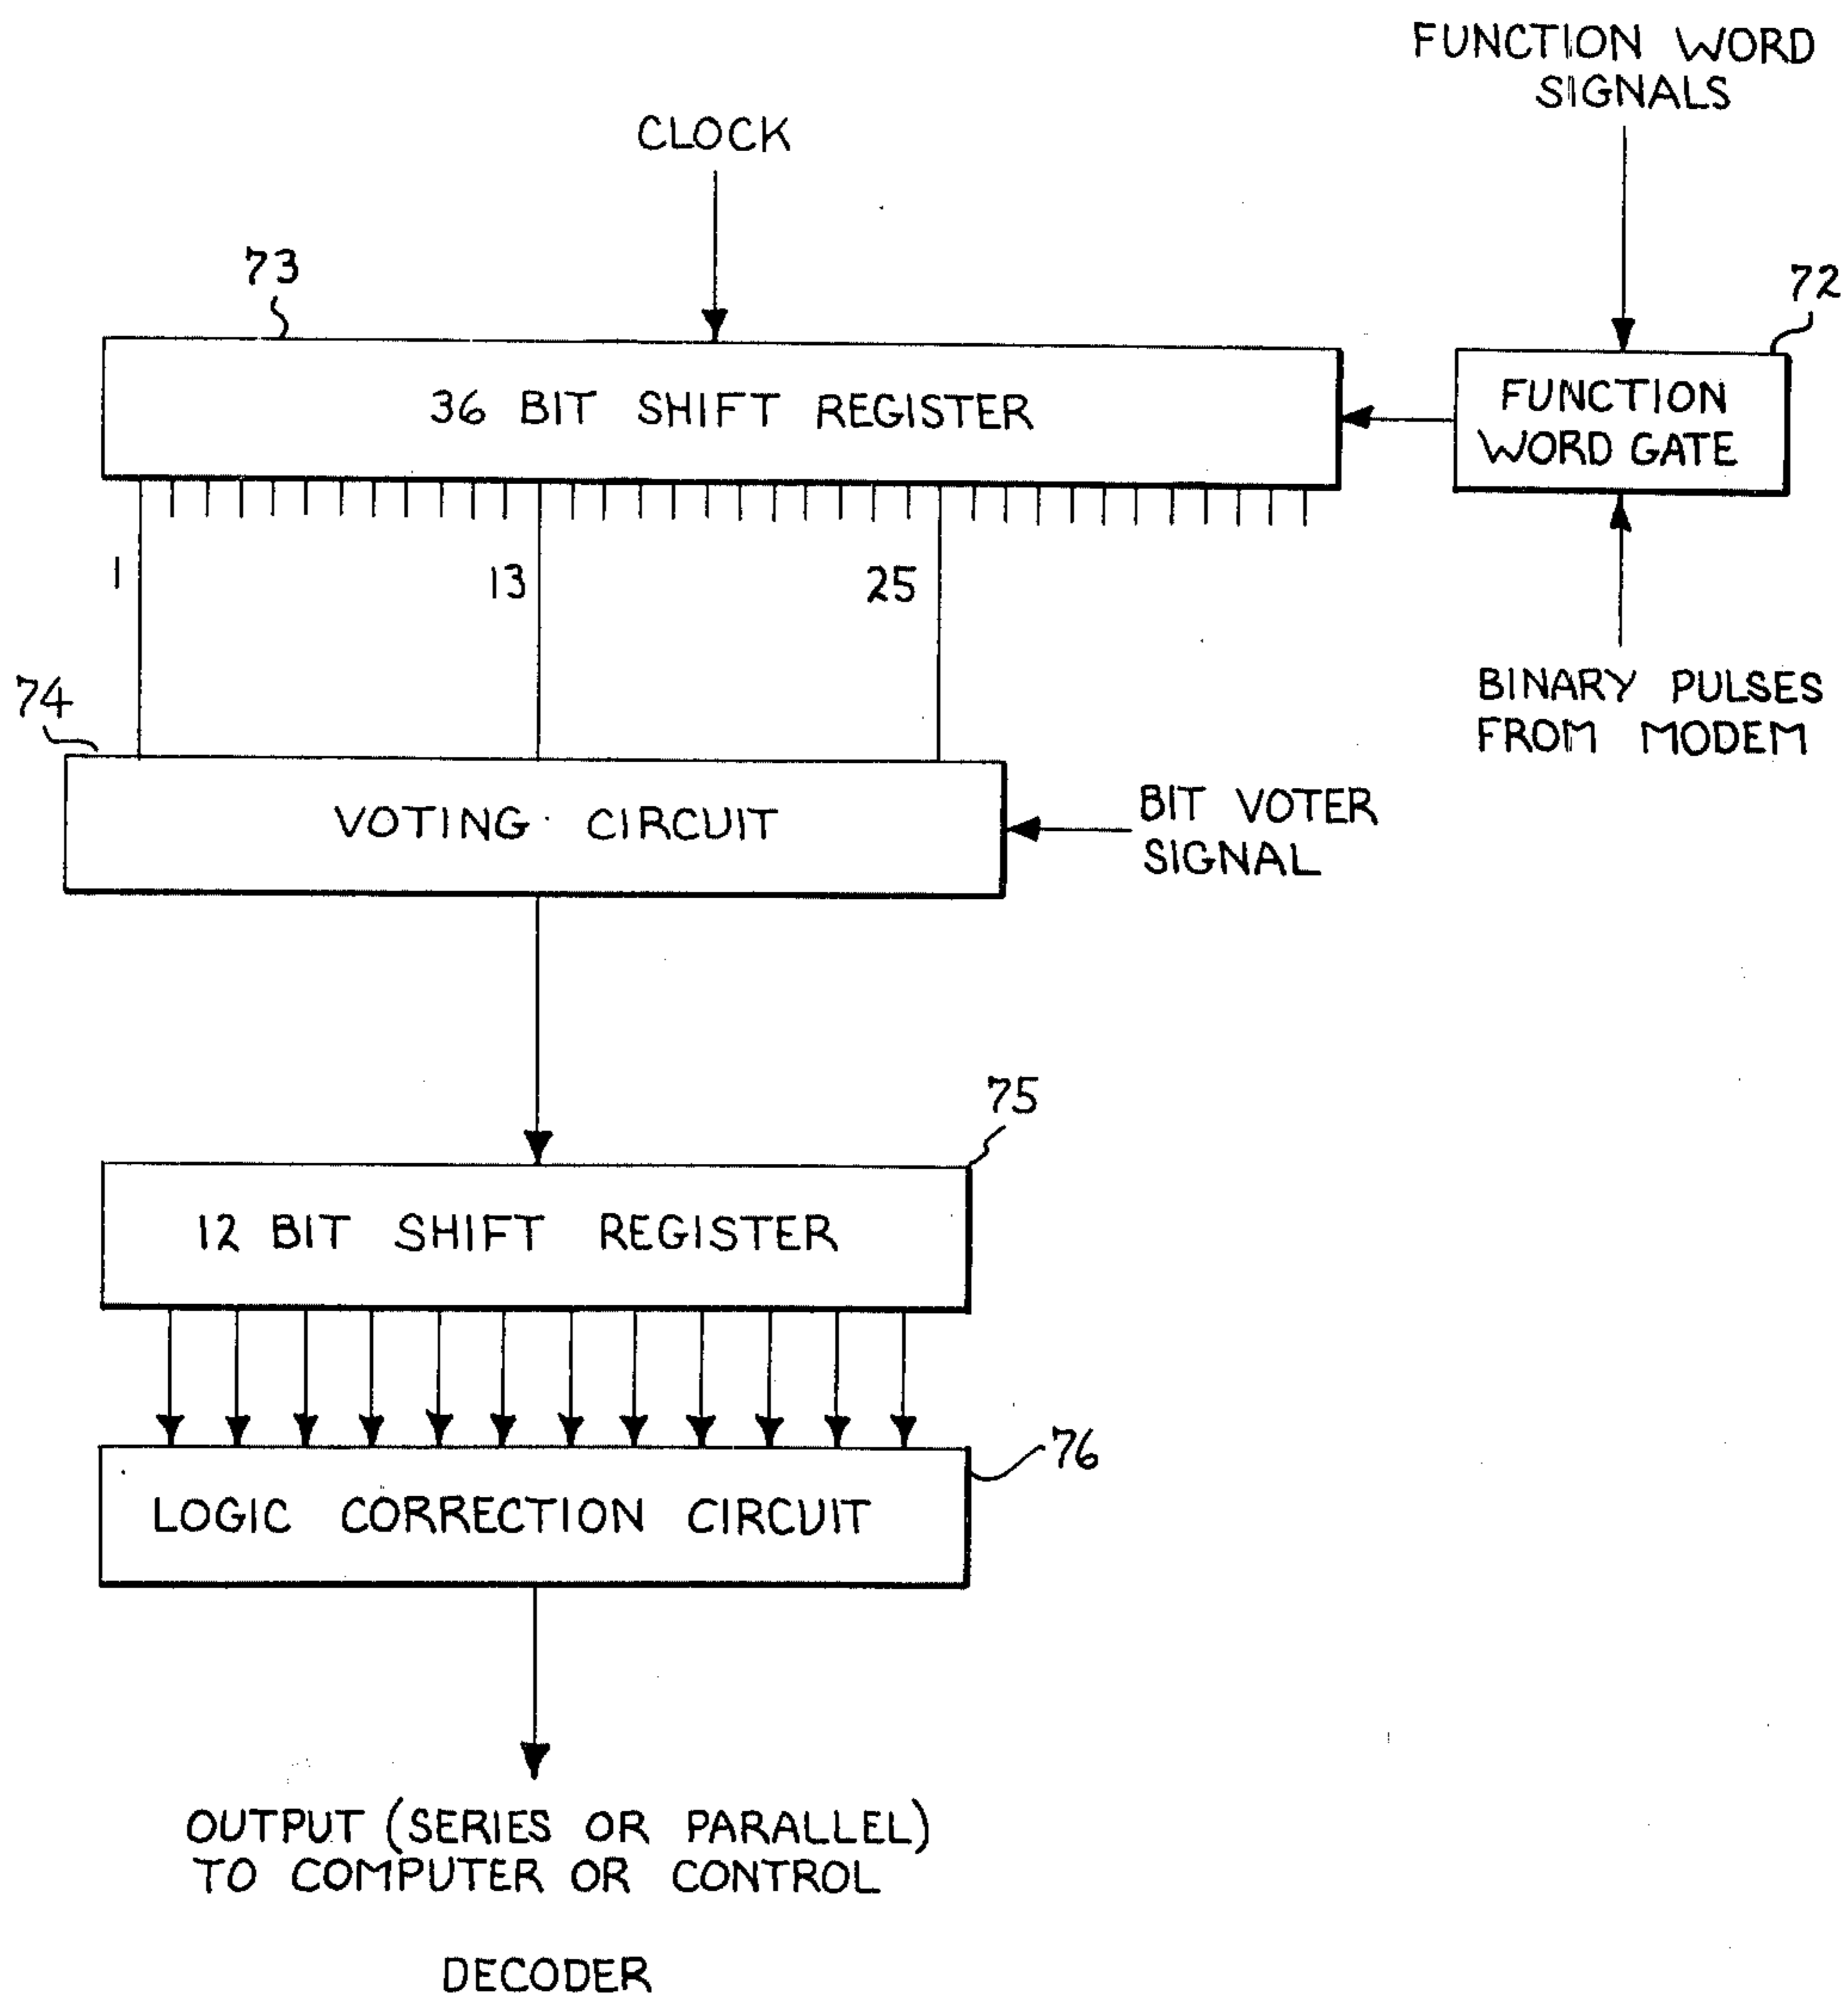 FUNCTION WORD
SIGNALS
CLOCK
73
72
36 BIT SHIFT REGISTER
FUNCTION
WORD GATE
1
13
25
74
BINARY PULSES
FROM MODEM
VOTING CIRCUIT
BIT VOTER
SIGNAL
75
12 BIT SHIFT REGISTER
76
LOGIC CORRECTION CIRCUIT
OUTPUT (SERIES OR PARALLEL)
TO COMPUTER OR CONTROL
DECODER